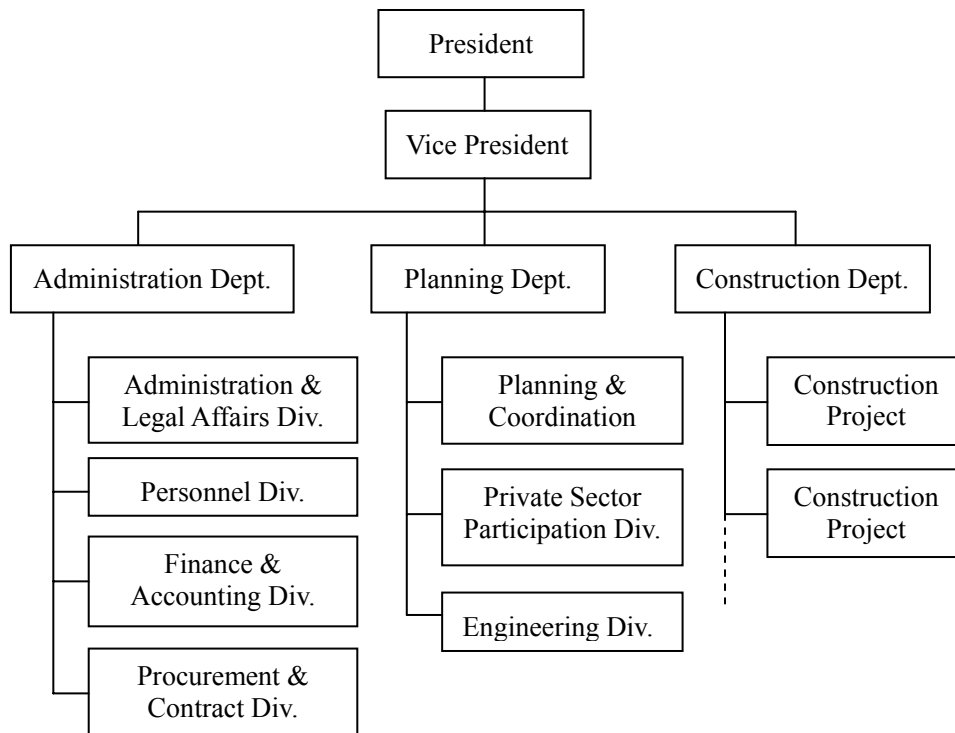 President
Vice President
Administration Dept.
Planning Dept.
Construction Dept.
Administration &
Legal Affairs Div.
Personnel Div.
Finance &
Accounting Div.
Procurement &
Contract Div.
Planning &
Coordination
Private Sector
Participation Div.
Engineering Div.
Construction
Project
Construction
Project